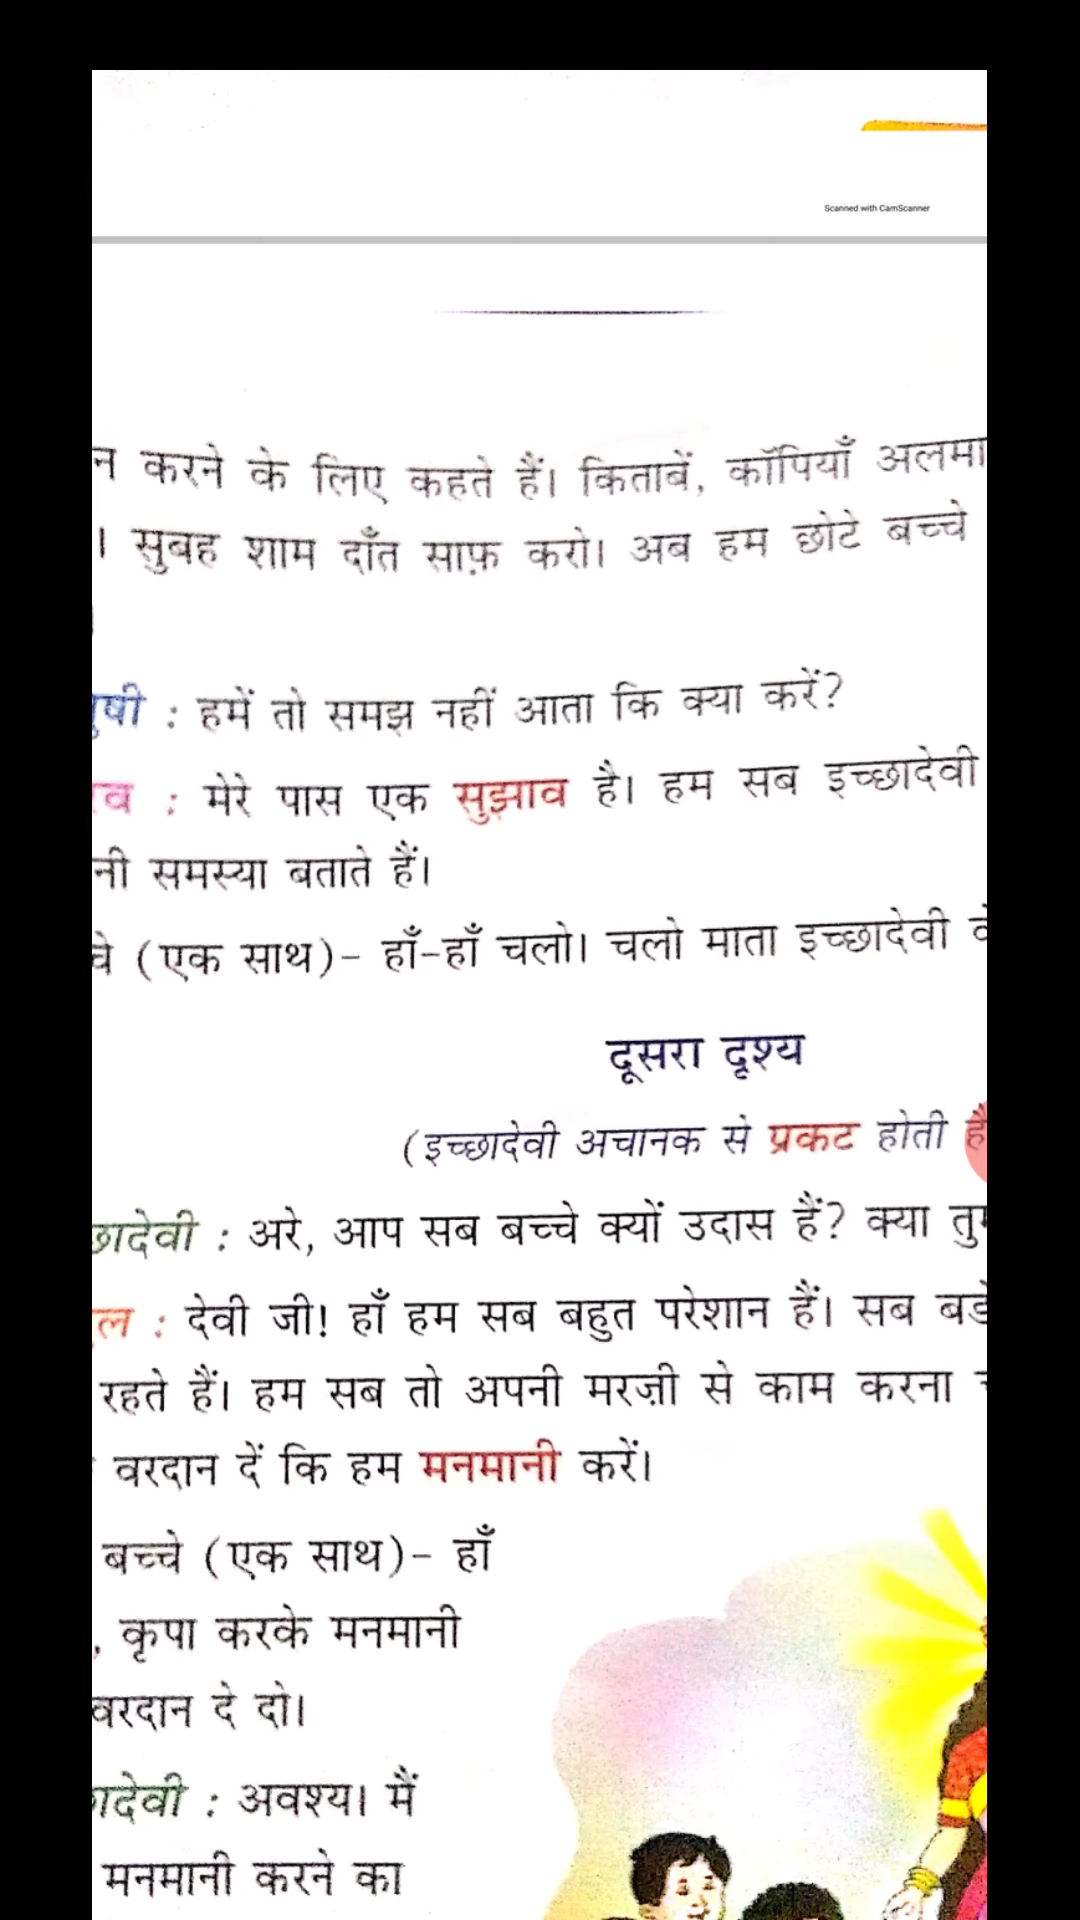 Scanned with CamScanner
करने के लिए कहते हैं। किताबें, कॉपियाँ
। सुबह शाम दाँत साफ़ करो। अब हम छोटे बच्चे
: हमें तो समझ नहीं आता कि क्या करें?
: मेरे पास एक सुझाव है। हम सब इच्छादेवी
समस्या बताते हैं।
(एक साथ)- हाँ-हाँ चलो। चलो माता इच्छादेवी
दूसरा दृश्य
(इच्छादेवी अचानक से प्रकट होती
: अरे, आप सब बच्चे क्यों उदास हैं? क्या
: देवी जी! हाँ हम सब बहुत परेशान हैं। सब
रहते हैं। हम सब तो अपनी मरज़ी से काम करना
वरदान दें कि हम मनमानी करें।
बच्चे (एक साथ)- हाँ
, कृपा करके मनमानी
वरदान दे दो।
: अवश्य। मैं
मनमानी करने का